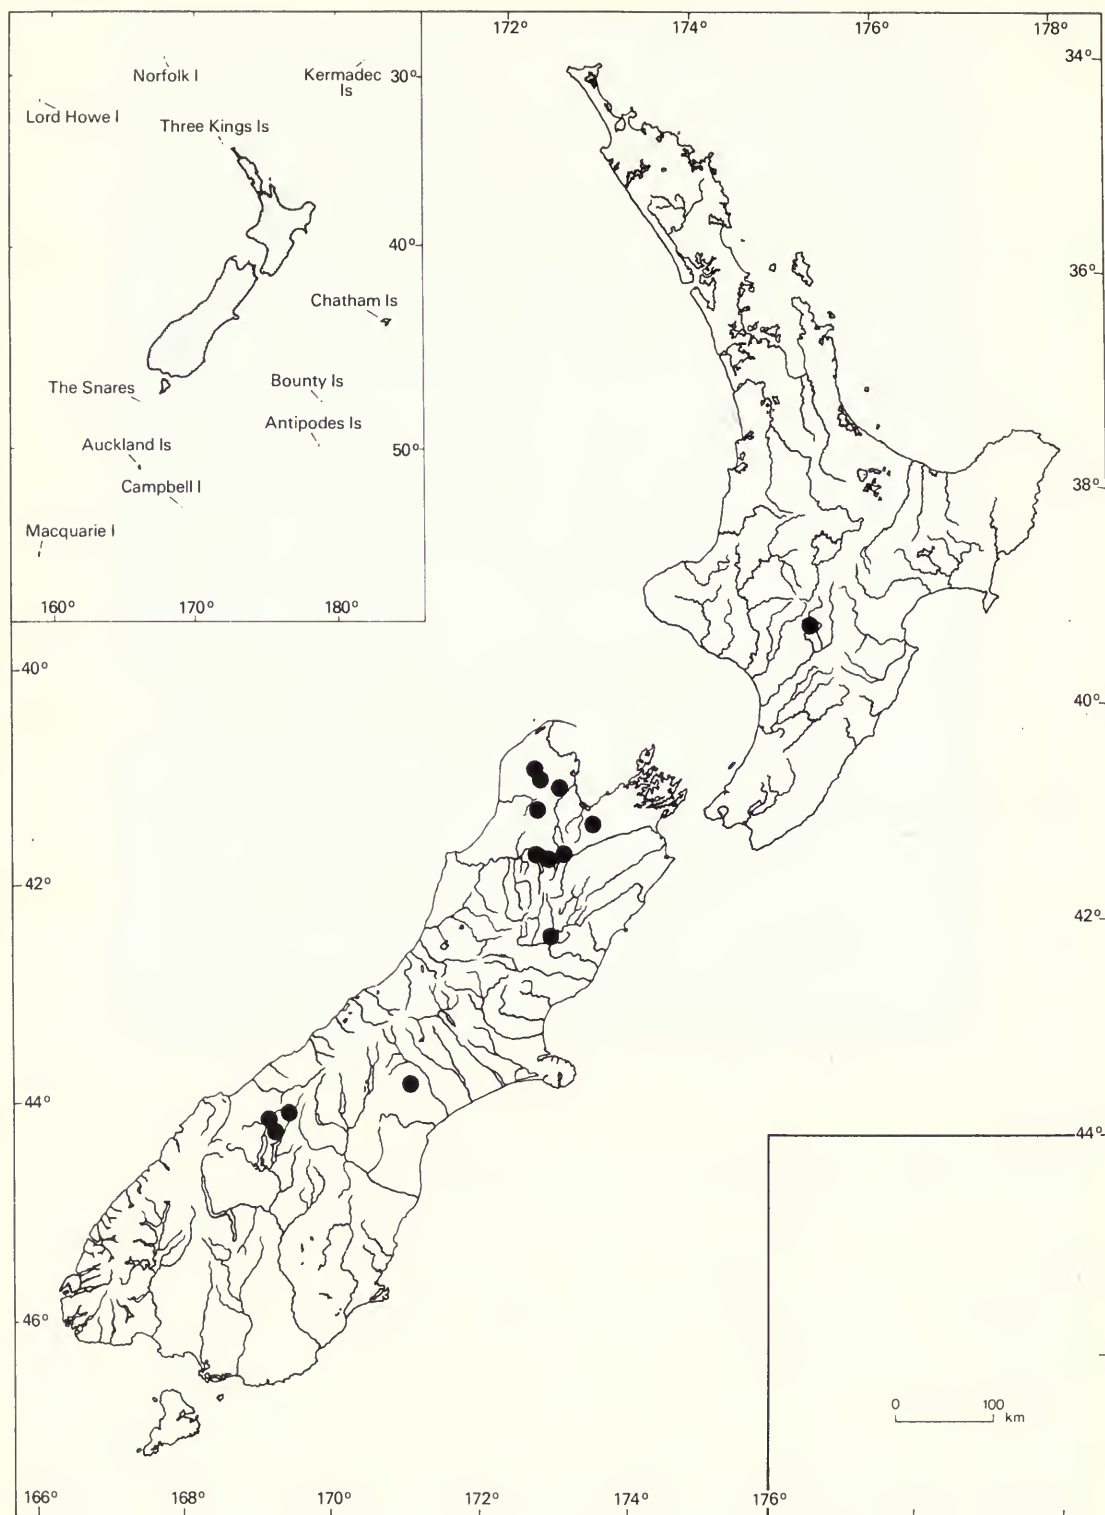 172° 174° 176° 178°
34°
Norfolk I
Kermadec
Is
30°
Lord Howe I
Three Kings Is
40°
36°
Chatham Is
The Snares
Bounty Is
Antipodes Is
Auckland Is
50°
Campbell I
38°
Macquarie I
160° 170° 180°
40°
40°
42°
42°
44°
44°
46°
0 100
km
166° 168° 170° 172° 174° 176°